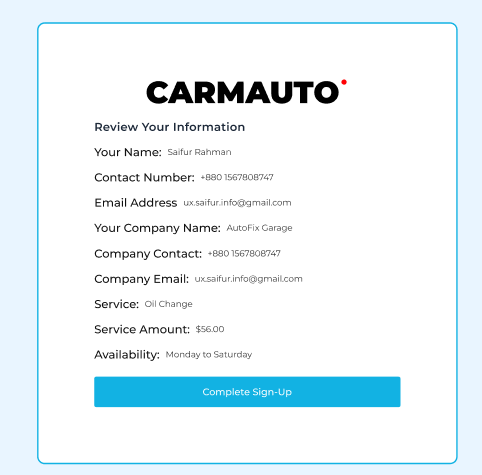 CARMAUTO
Review Your Information
Your Name: Saifur Rahman
Contact Number: +880 1567808747
Email Address ux.saifur.info@gmail.com
Your Company Name: AutoFix Garage
Company Contact: +880 1567808747
Company Email: ux.saifur.info@gmail.com
Service: Oil Change
Service Amount: $56.00
Availability: Monday to Saturday
Complete Sign-Up